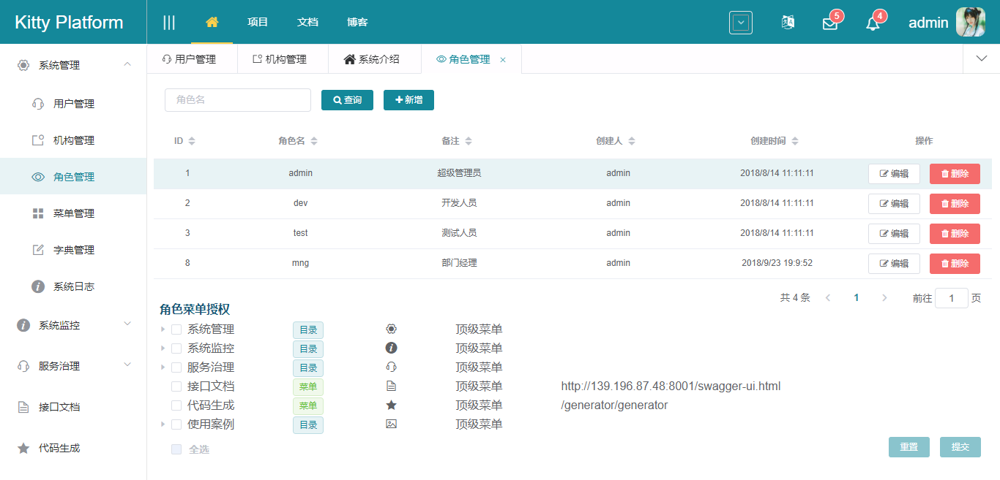 Kitty Platform 项目 文档 博客 5 4 admin
系统管理
用户管理
机构管理
角色管理
菜单管理
字典管理
系统日志
系统监控
服务治理
接口文档
代码生成
用户管理 机构管理 系统介绍 角色管理 ×
角色名 查询 新增
ID 角色名 备注 创建人 创建时间 操作
1 admin 超级管理员 admin 2018/8/14 11:11:11 编辑 删除
2 dev 开发人员 admin 2018/8/14 11:11:11 编辑 删除
3 test 测试人员 admin 2018/8/14 11:11:11 编辑 删除
8 mng 部门经理 admin 2018/9/23 19:9:52 编辑 删除
共 4 条 1 前往 1 页
角色菜单授权
系统管理 目录 顶级菜单
系统监控 目录 顶级菜单
服务治理 目录 顶级菜单
接口文档 菜单 顶级菜单 http://139.196.87.48:8001/swagger-ui.html
代码生成 菜单 顶级菜单 /generator/generator
使用案例 目录 顶级菜单
全选 重置 提交